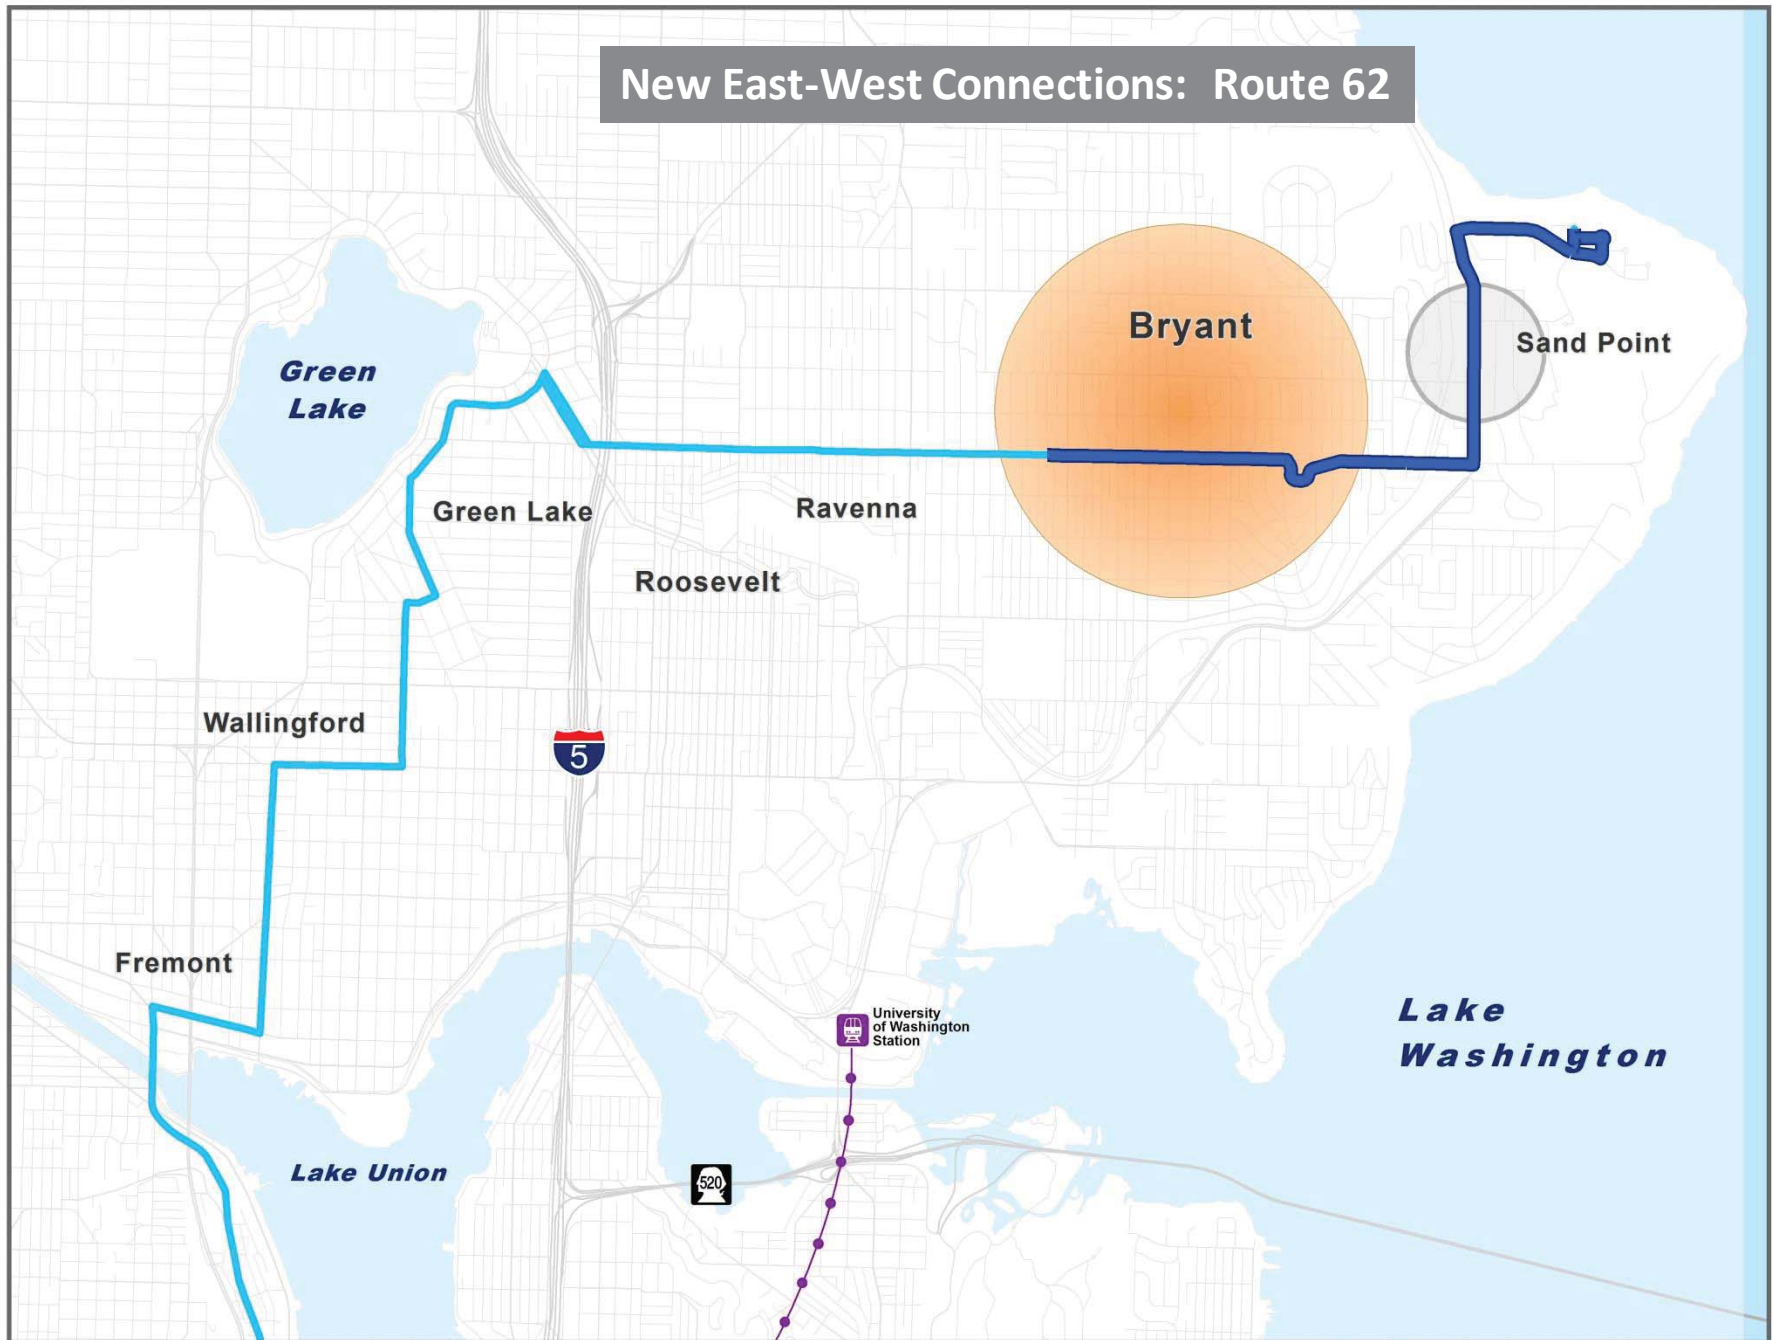 New East-West Connections: Route 62
Bryant
Sand Point
Green
Lake
Green Lake
Ravenna
Roosevelt
Wallingford
5
Fremont
University
of Washington
Station
Lake
Washington
Lake Union
520